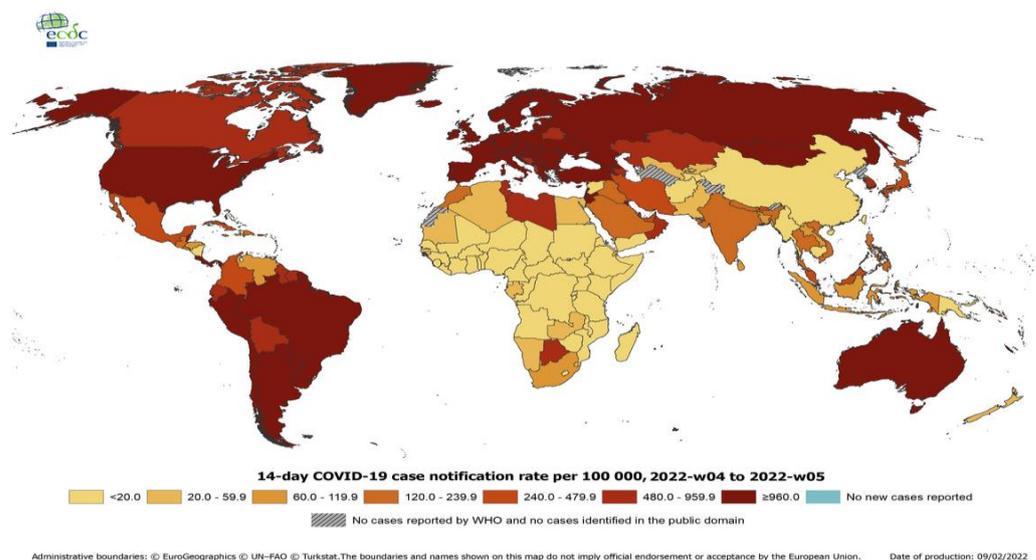 ecdc
14-day COVID-19 case notification rate per 100 000, 2022-w04 to 2022-w05
<20.0 20.0 - 59.9 60.0 - 119.9 120.0 - 239.9 240.0 - 479.9 480.0 - 959.9 ≥960.0 No new cases reported
No cases reported by WHO and no cases identified in the public domain
Administrative boundaries: © EuroGeographics © UN–FAO © Turkstat.The boundaries and names shown on this map do not imply official endorsement or acceptance by the European Union. Date of production: 09/02/2022